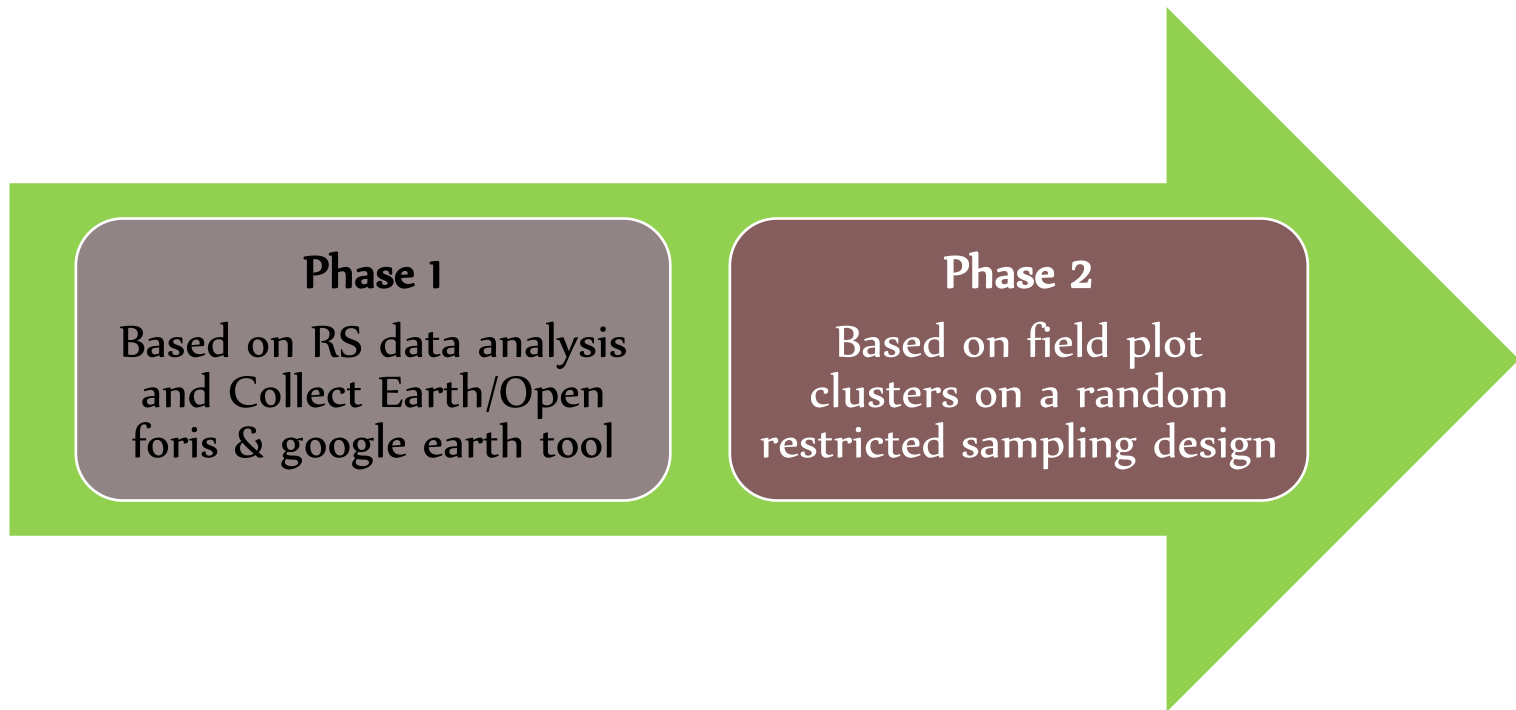 Phase 1
Based on RS data analysis
and Collect Earth/Open
foris & google earth tool
Phase 2
Based on field plot
clusters on a random
restricted sampling design